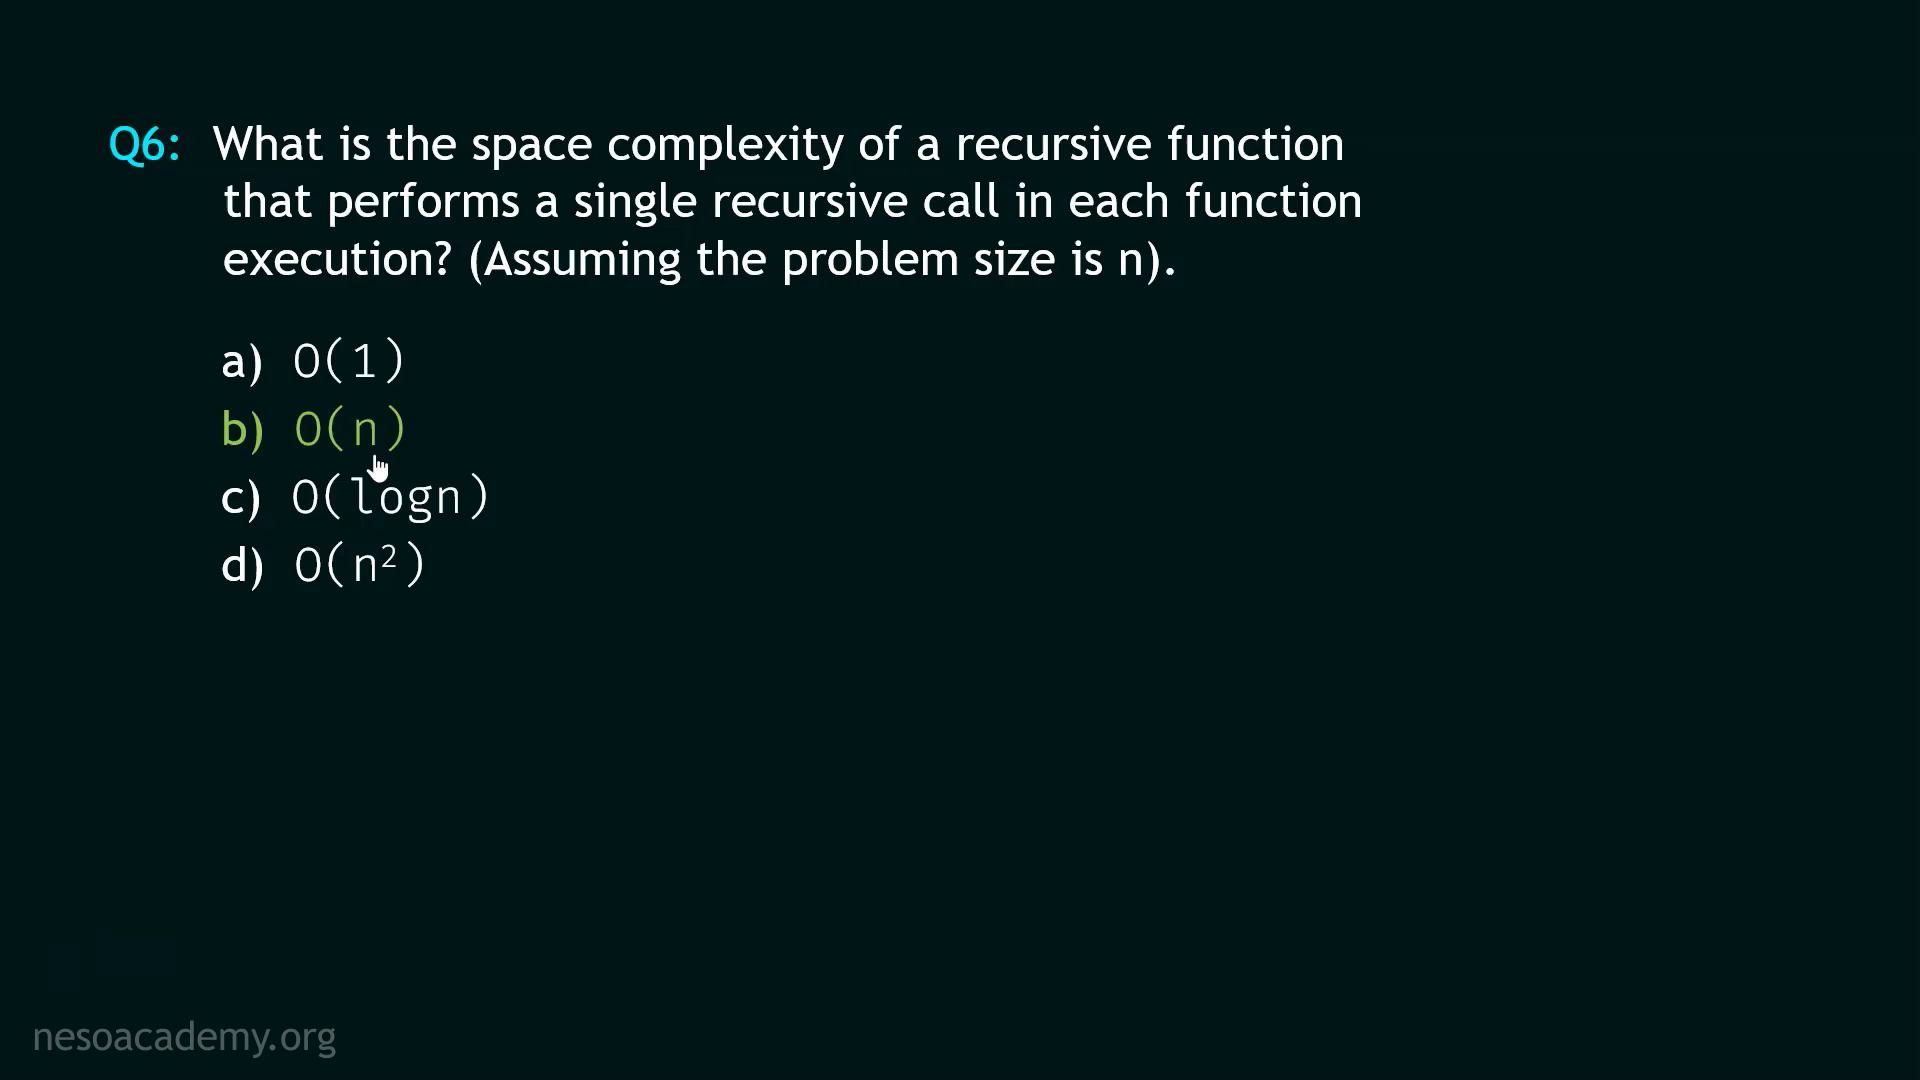 Q6: What is the space complexity of a recursive function
that performs a single recursive call in each function
execution? (Assuming the problem size is n).
a) O(1)
b) O(n)
c) O(logn)
d) O(n²)
nesoacademy.org